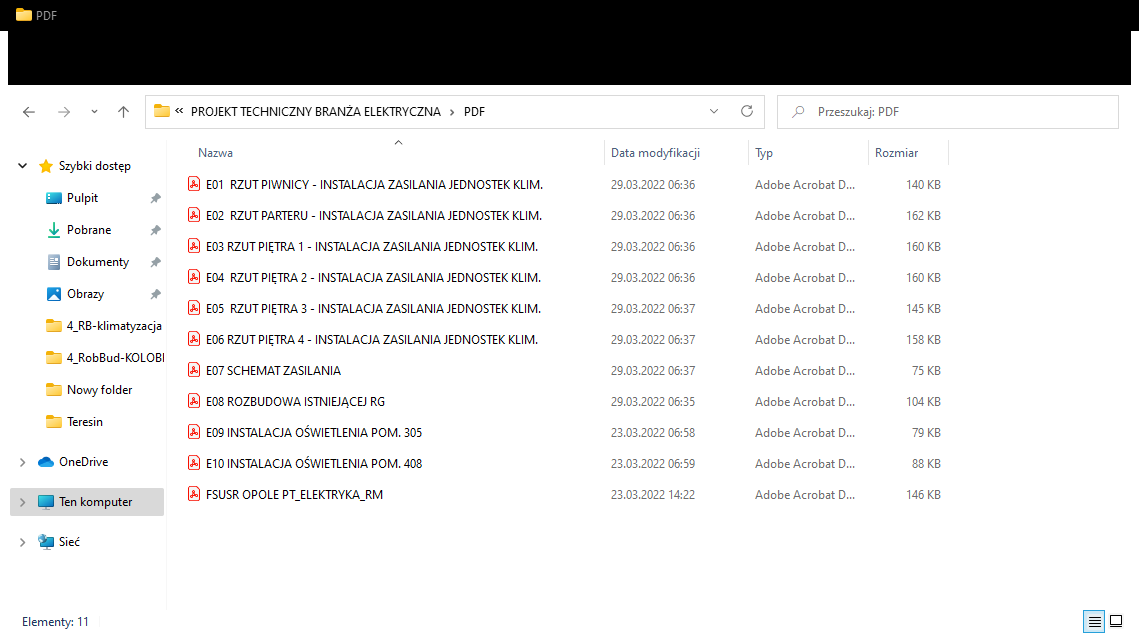 PDF
« PROJEKT TECHNICZNY BRANŻA ELEKTRYCZNA › PDF
Przeszukaj: PDF
Szybki dostęp
Pulpit
Pobrane
Dokumenty
Obrazy
4_RB-klimatyzacja
4_RobBud-KOLOBI
Nowy folder
Teresin
OneDrive
Ten komputer
Sieć
Nazwa Data modyfikacji Typ Rozmiar
E01  RZUT PIWNICY - INSTALACJA ZASILANIA JEDNOSTEK KLIM. 29.03.2022 06:36 Adobe Acrobat D... 140 KB
E02  RZUT PARTERU - INSTALACJA ZASILANIA JEDNOSTEK KLIM. 29.03.2022 06:36 Adobe Acrobat D... 162 KB
E03 RZUT PIĘTRA 1 - INSTALACJA ZASILANIA JEDNOSTEK KLIM. 29.03.2022 06:36 Adobe Acrobat D... 160 KB
E04  RZUT PIĘTRA 2 - INSTALACJA ZASILANIA JEDNOSTEK KLIM. 29.03.2022 06:36 Adobe Acrobat D... 160 KB
E05  RZUT PIĘTRA 3 - INSTALACJA ZASILANIA JEDNOSTEK KLIM. 29.03.2022 06:37 Adobe Acrobat D... 145 KB
E06 RZUT PIĘTRA 4 - INSTALACJA ZASILANIA JEDNOSTEK KLIM. 29.03.2022 06:37 Adobe Acrobat D... 158 KB
E07 SCHEMAT ZASILANIA 29.03.2022 06:37 Adobe Acrobat D... 75 KB
E08 ROZBUDOWA ISTNIEJĄCEJ RG 29.03.2022 06:35 Adobe Acrobat D... 104 KB
E09 INSTALACJA OŚWIETLENIA POM. 305 23.03.2022 06:58 Adobe Acrobat D... 79 KB
E10 INSTALACJA OŚWIETLENIA POM. 408 23.03.2022 06:59 Adobe Acrobat D... 88 KB
FSUSR OPOLE PT_ELEKTRYKA_RM 23.03.2022 14:22 Adobe Acrobat D... 146 KB
Elementy: 11